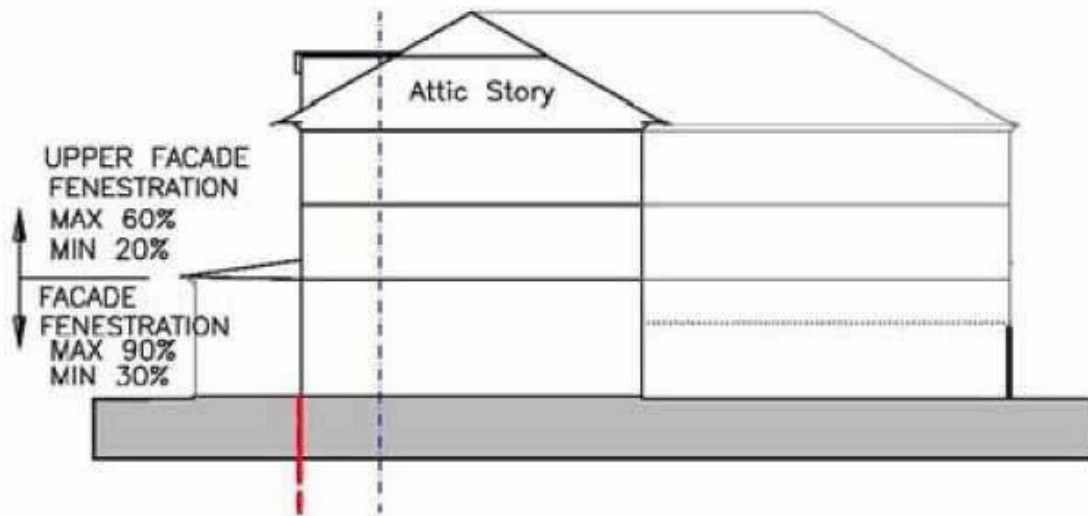 Attic Story
UPPER FACADE
FENESTRATION
MAX 60%
MIN 20%
FACADE
FENESTRATION
MAX 90%
MIN 30%